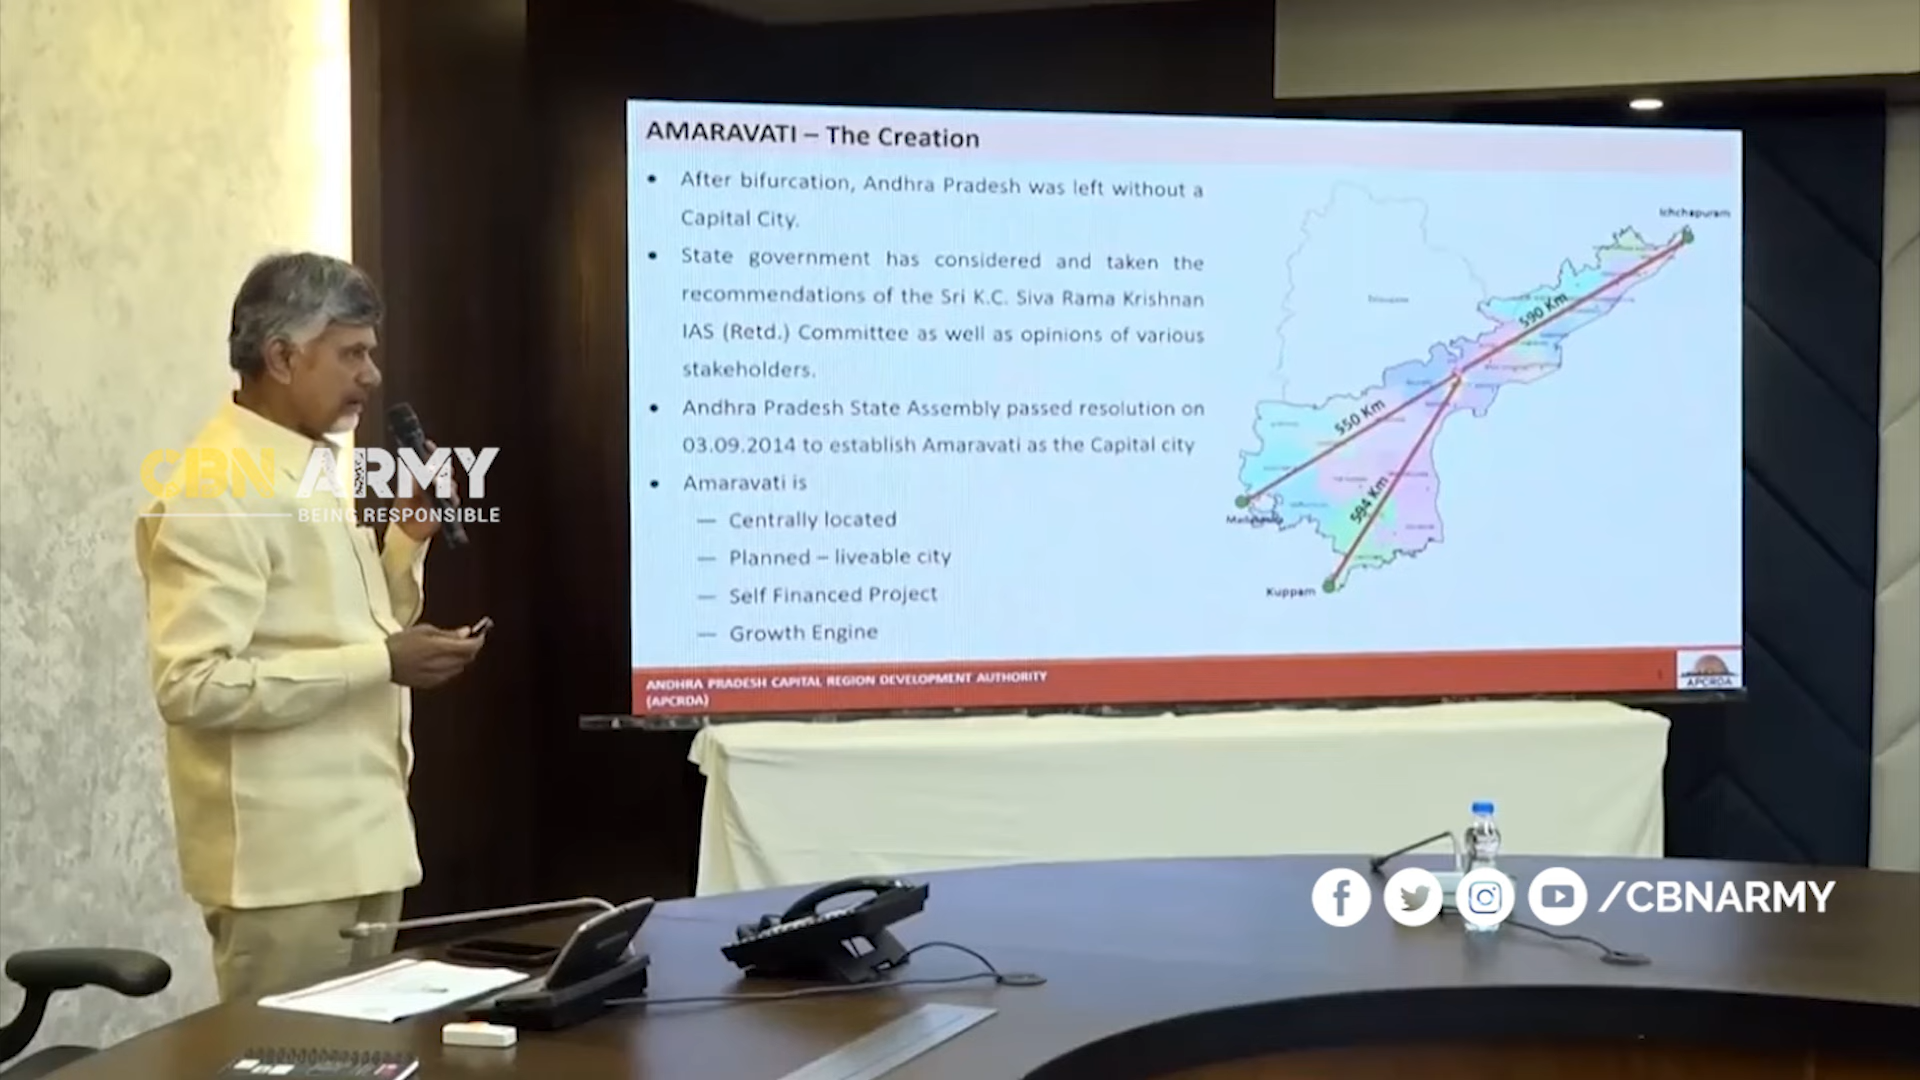 AMARAVATI – The Creation
• After bifurcation, Andhra Pradesh was left without a
Capital City.
• State government has considered and taken the
recommendations of the Sri K.C. Siva Rama Krishnan
IAS (Retd.) Committee as well as opinions of various
stakeholders.
• Andhra Pradesh State Assembly passed resolution on
03.09.2014 to establish Amaravati as the Capital city
• Amaravati is
— Centrally located
— Planned – liveable city
— Self Financed Project
— Growth Engine
Ichchapuram
590 Km
550 Km
594 Km
Kuppam
ANDHRA PRADESH CAPITAL REGION DEVELOPMENT AUTHORITY
(APCRDA)
APCRDA
CBN ARMY
BEING RESPONSIBLE
/CBNARMY